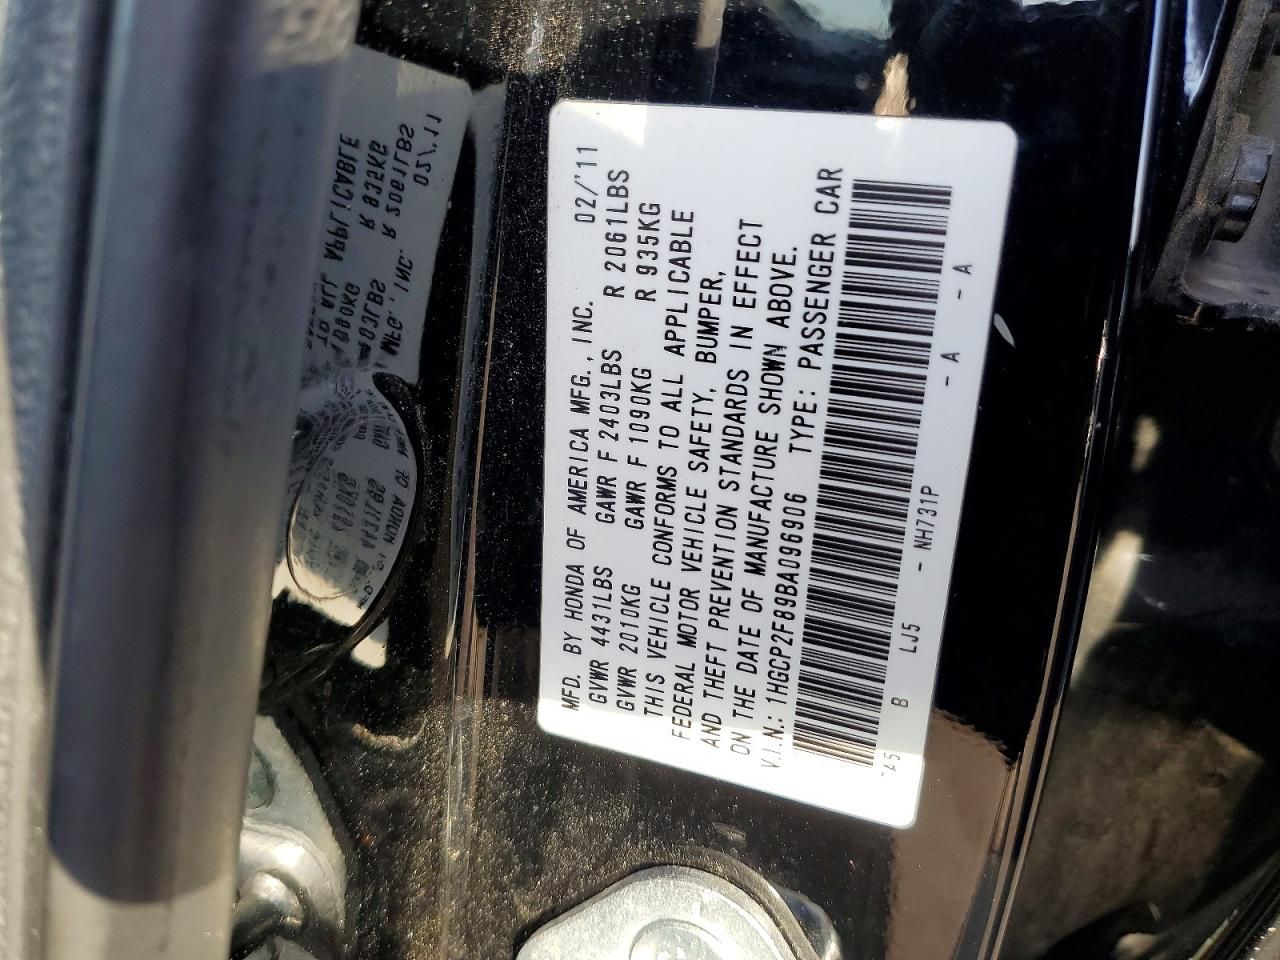 MFD. BY HONDA OF AMERICA MFG., INC. 02/'11
GVWR 4431LBS GAWR F 2403LBS R 2061LBS
GVWR 2010KG GAWR F 1090KG R 935KG
THIS VEHICLE CONFORMS TO ALL APPLICABLE
FEDERAL MOTOR VEHICLE SAFETY, BUMPER,
AND THEFT PREVENTION STANDARDS IN EFFECT
ON THE DATE OF MANUFACTURE SHOWN ABOVE.
V.I.N.: 1HGCP2F89BA096906 TYPE: PASSENGER CAR
B LJ5 - NH731P - A - A